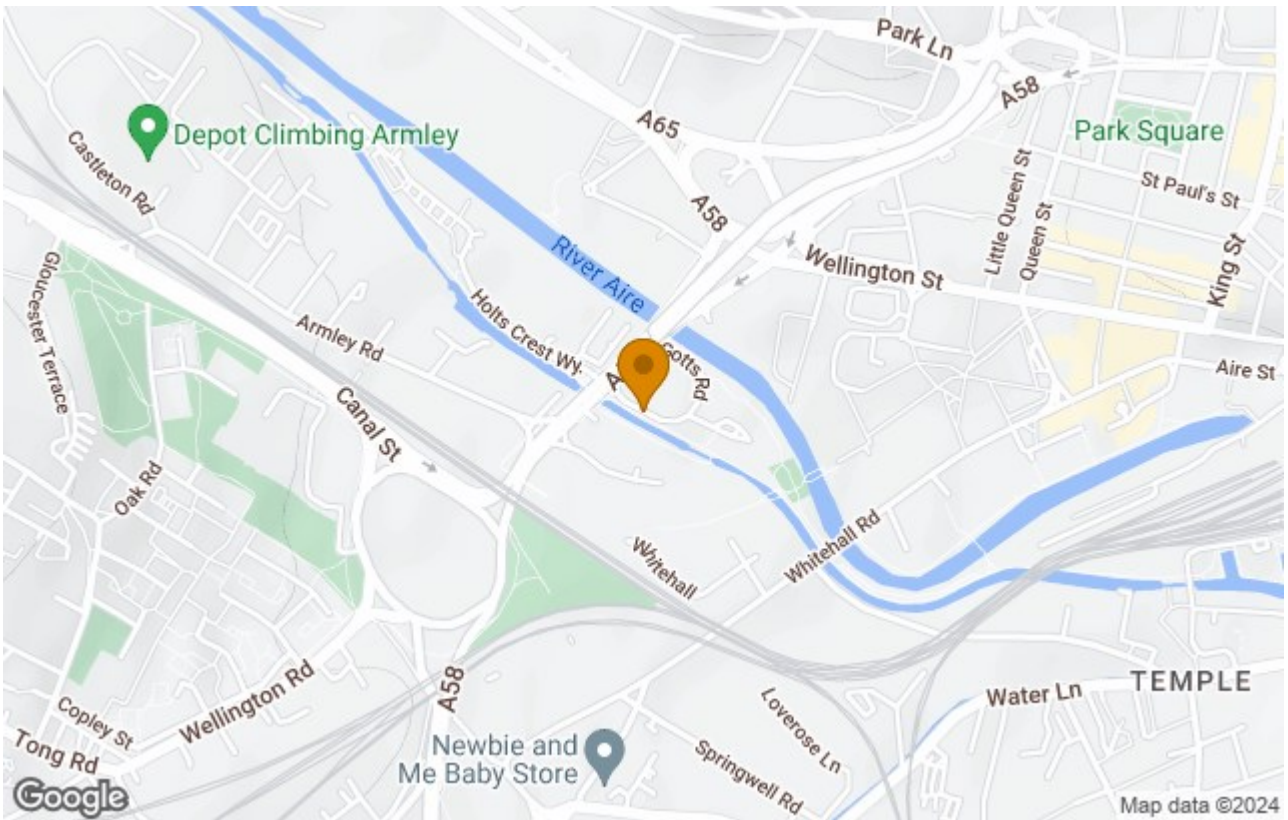 Park Ln
A58
A65
Depot Climbing Armley
Park Square
Castleton Rd
St Paul's St
Little Queen St
Queen St
King St
A58
Wellington St
River Aire
Gloucester Terrace
Holts Crest Wy.
Armley Rd
Gotts Rd
Aire St
Canal St
Oak Rd
Whitehall Rd
Whitehall
A58
Wellington Rd
Copley St
Tong Rd
TEMPLE
Water Ln
Loverose Ln
Newbie and
Me Baby Store
Springwell Rd
Google
Map data ©2024